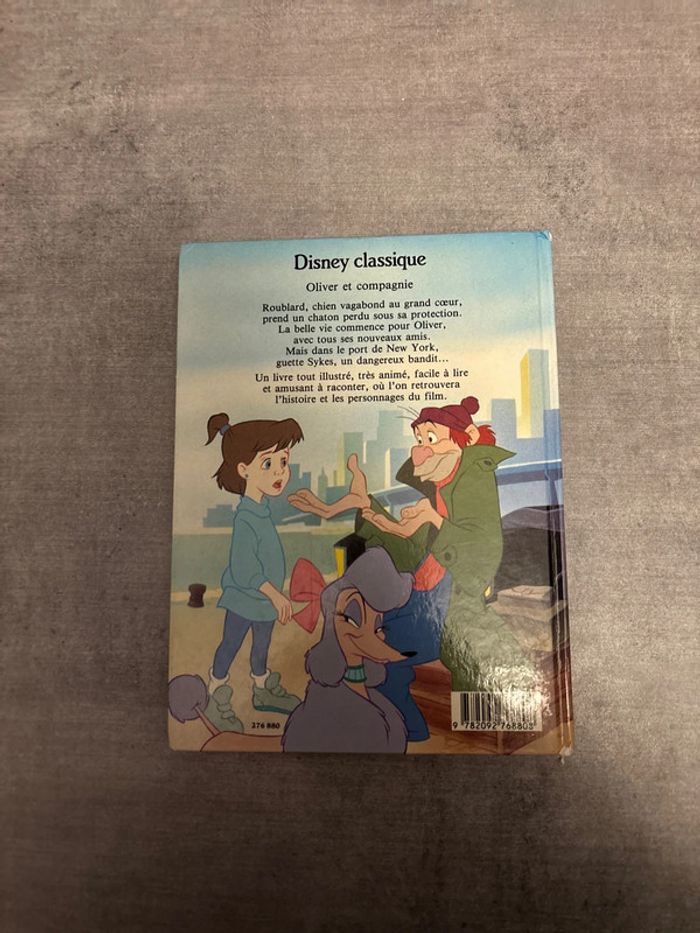 Disney classique
Oliver et compagnie
Roublard, chien vagabond au grand cœur,
prend un chaton perdu sous sa protection.
La belle vie commence pour Oliver,
avec tous ses nouveaux amis.
Mais dans le port de New York,
guette Sykes, un dangereux bandit...
Un livre tout illustré, très animé, facile à lire
et amusant à raconter, où l'on retrouvera
l'histoire et les personnages du film.
276 880
9 782092 768808